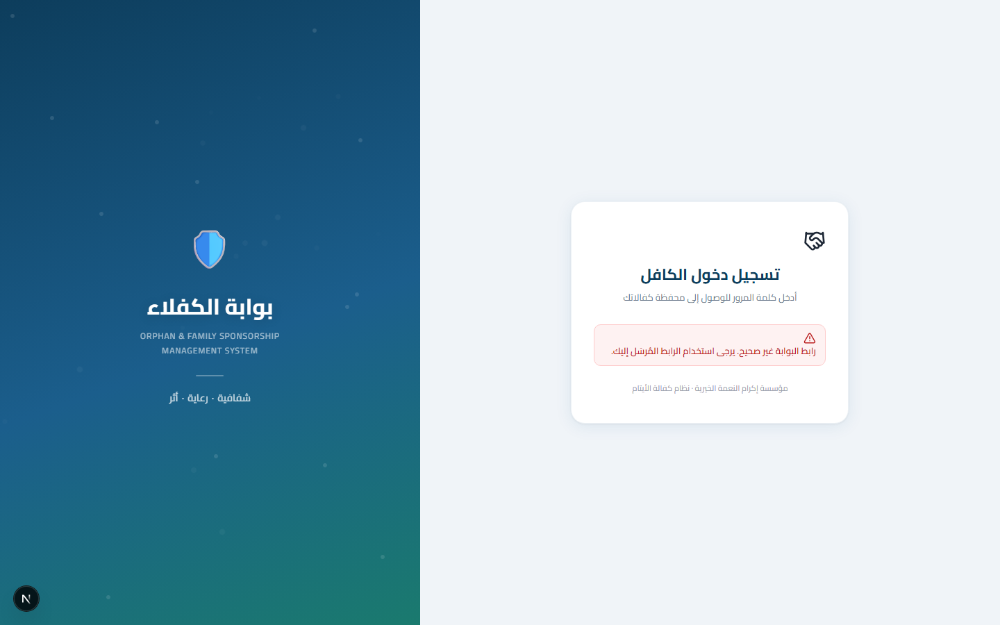 بوابة الكفلاء
ORPHAN & FAMILY SPONSORSHIP
MANAGEMENT SYSTEM
شفافية · رعاية · أثر
تسجيل دخول الكافل
أدخل كلمة المرور للوصول إلى محفظة كفالاتك
رابط البوابة غير صحيح. يرجى استخدام الرابط المُرسَل إليك.
مؤسسة إكرام النعمة الخيرية · نظام كفالة الأيتام
N